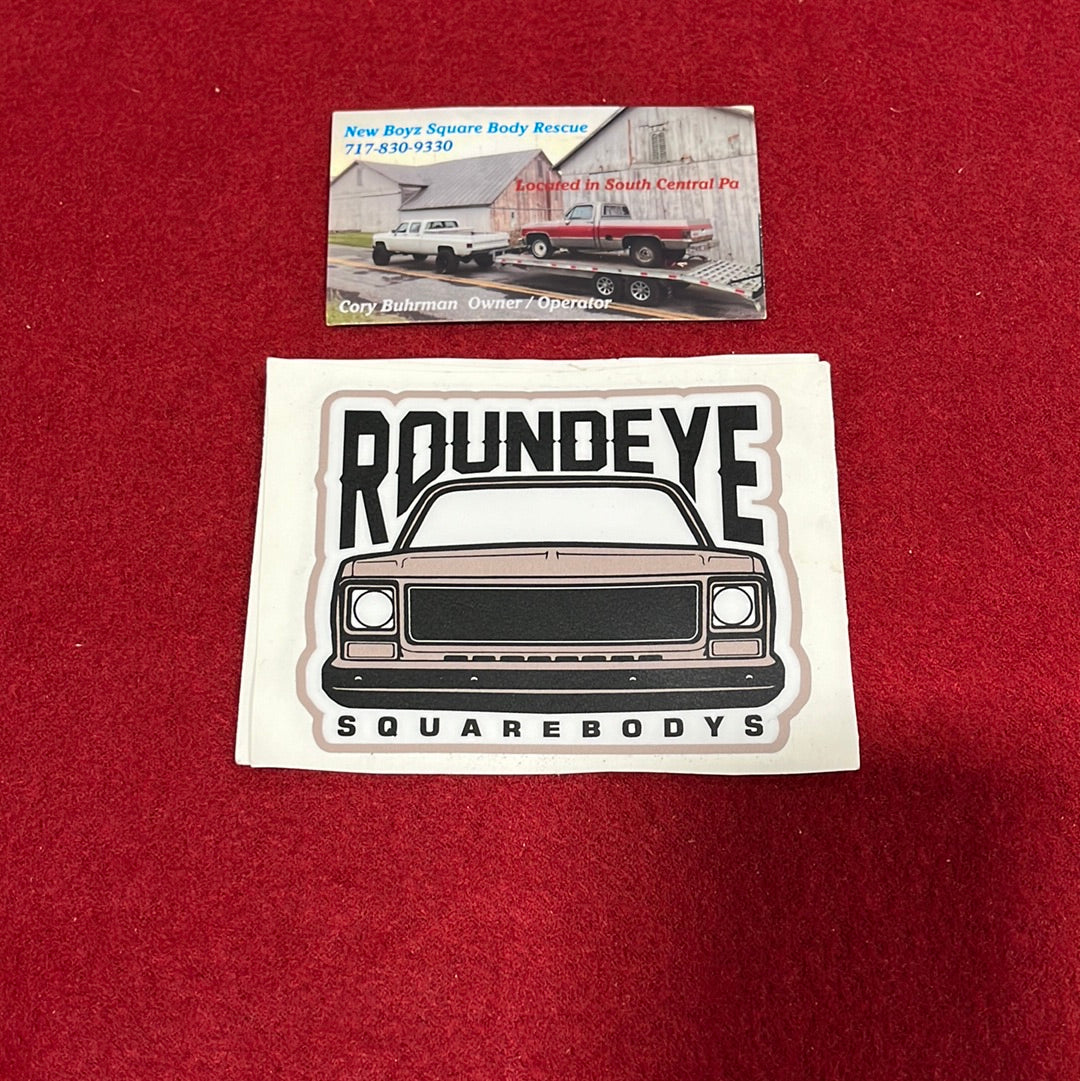 New Boyz Square Body Rescue
717-830-9330
Located in South Central Pa
Cory Buhrman Owner / Operator
ROUNDEYE
SQUAREBODYS